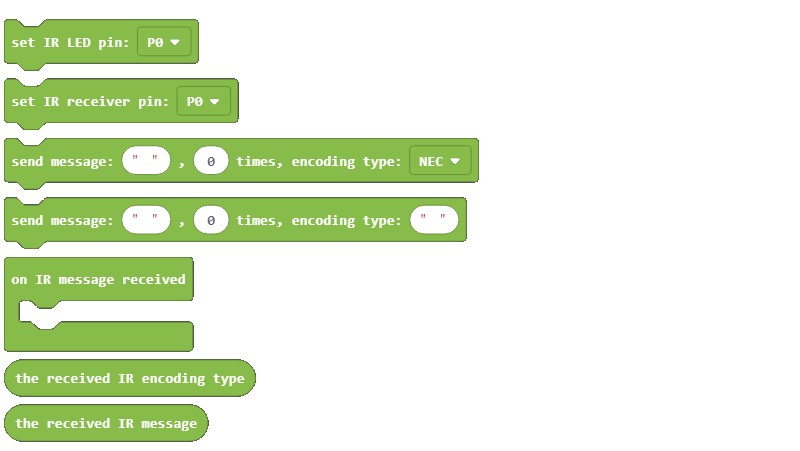 set IR LED pin: P0
set IR receiver pin: P0
send message: " " , 0 times, encoding type: NEC
send message: " " , 0 times, encoding type: " "
on IR message received
the received IR encoding type
the received IR message